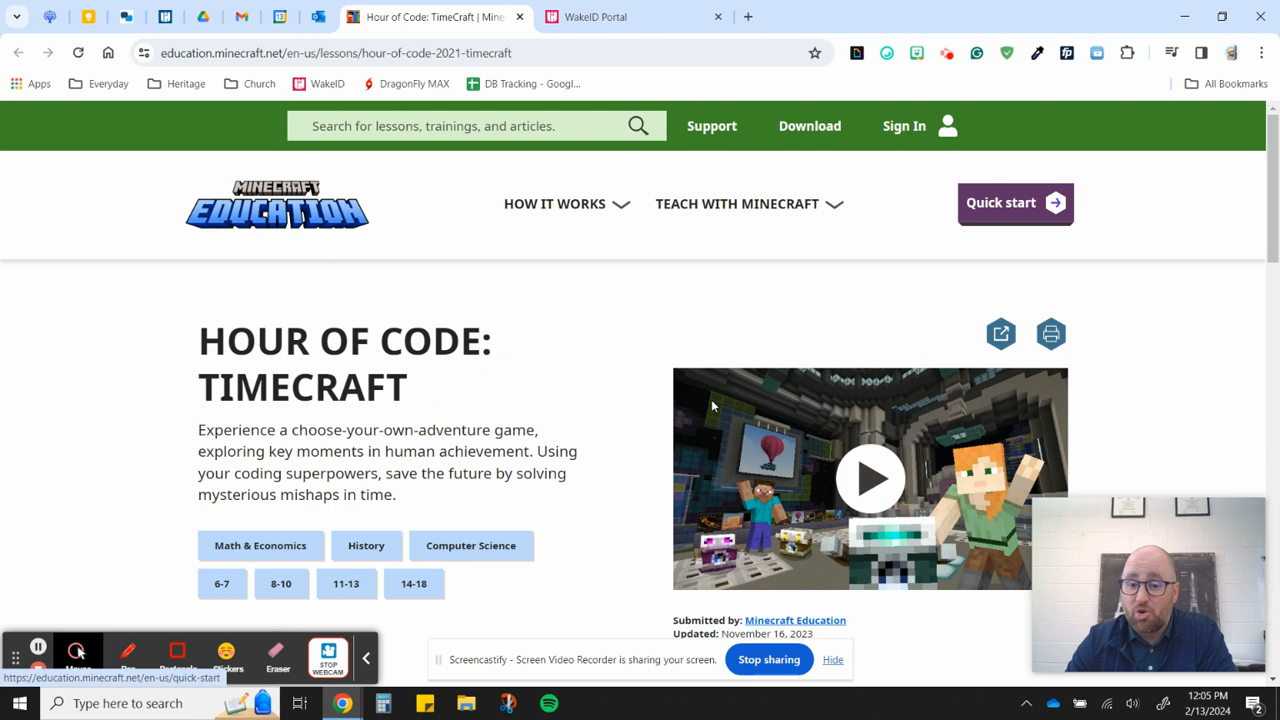 Hour of Code: TimeCraft | Mine
WakeID Portal
education.minecraft.net/en-us/lessons/hour-of-code-2021-timecraft
Apps
Everyday
Heritage
Church
WakeID
DragonFly MAX
DB Tracking - Googl...
All Bookmarks
Search for lessons, trainings, and articles.
Support
Download
Sign In
MINECRAFT
EDUCATION
HOW IT WORKS
TEACH WITH MINECRAFT
Quick start
HOUR OF CODE:
TIMECRAFT
Experience a choose-your-own-adventure game,
exploring key moments in human achievement. Using
your coding superpowers, save the future by solving
mysterious mishaps in time.
Math & Economics
History
Computer Science
6-7
8-10
11-13
14-18
Submitted by: Minecraft Education
Updated: November 16, 2023
Stickers
Eraser
STOP
WEBCAM
Screencastify - Screen Video Recorder is sharing your screen.
Stop sharing
Hide
https://education.minecraft.net/en-us/quick-start
Type here to search
12:05 PM
2/13/2024
2